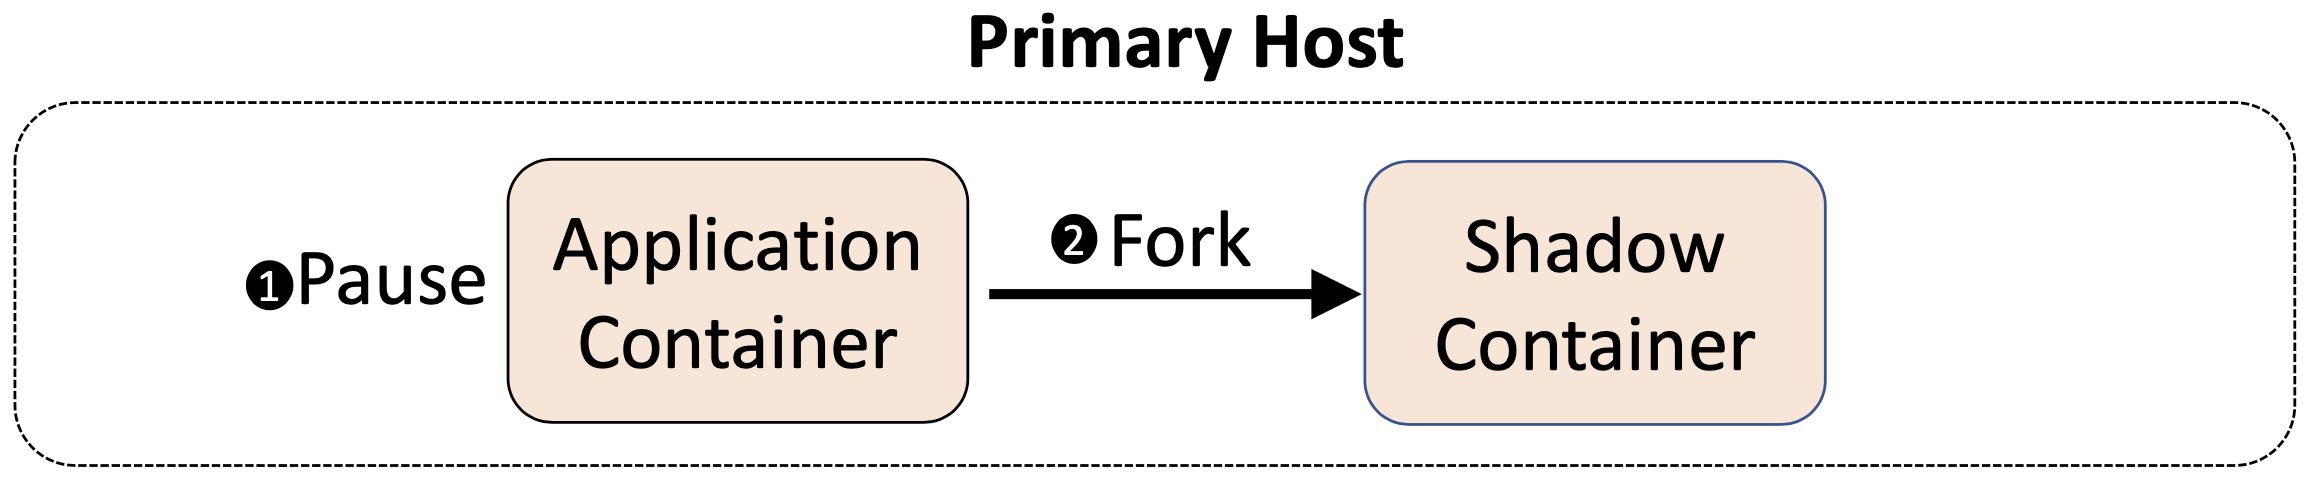 Primary Host
❶Pause
Application
Container
❷Fork
Shadow
Container